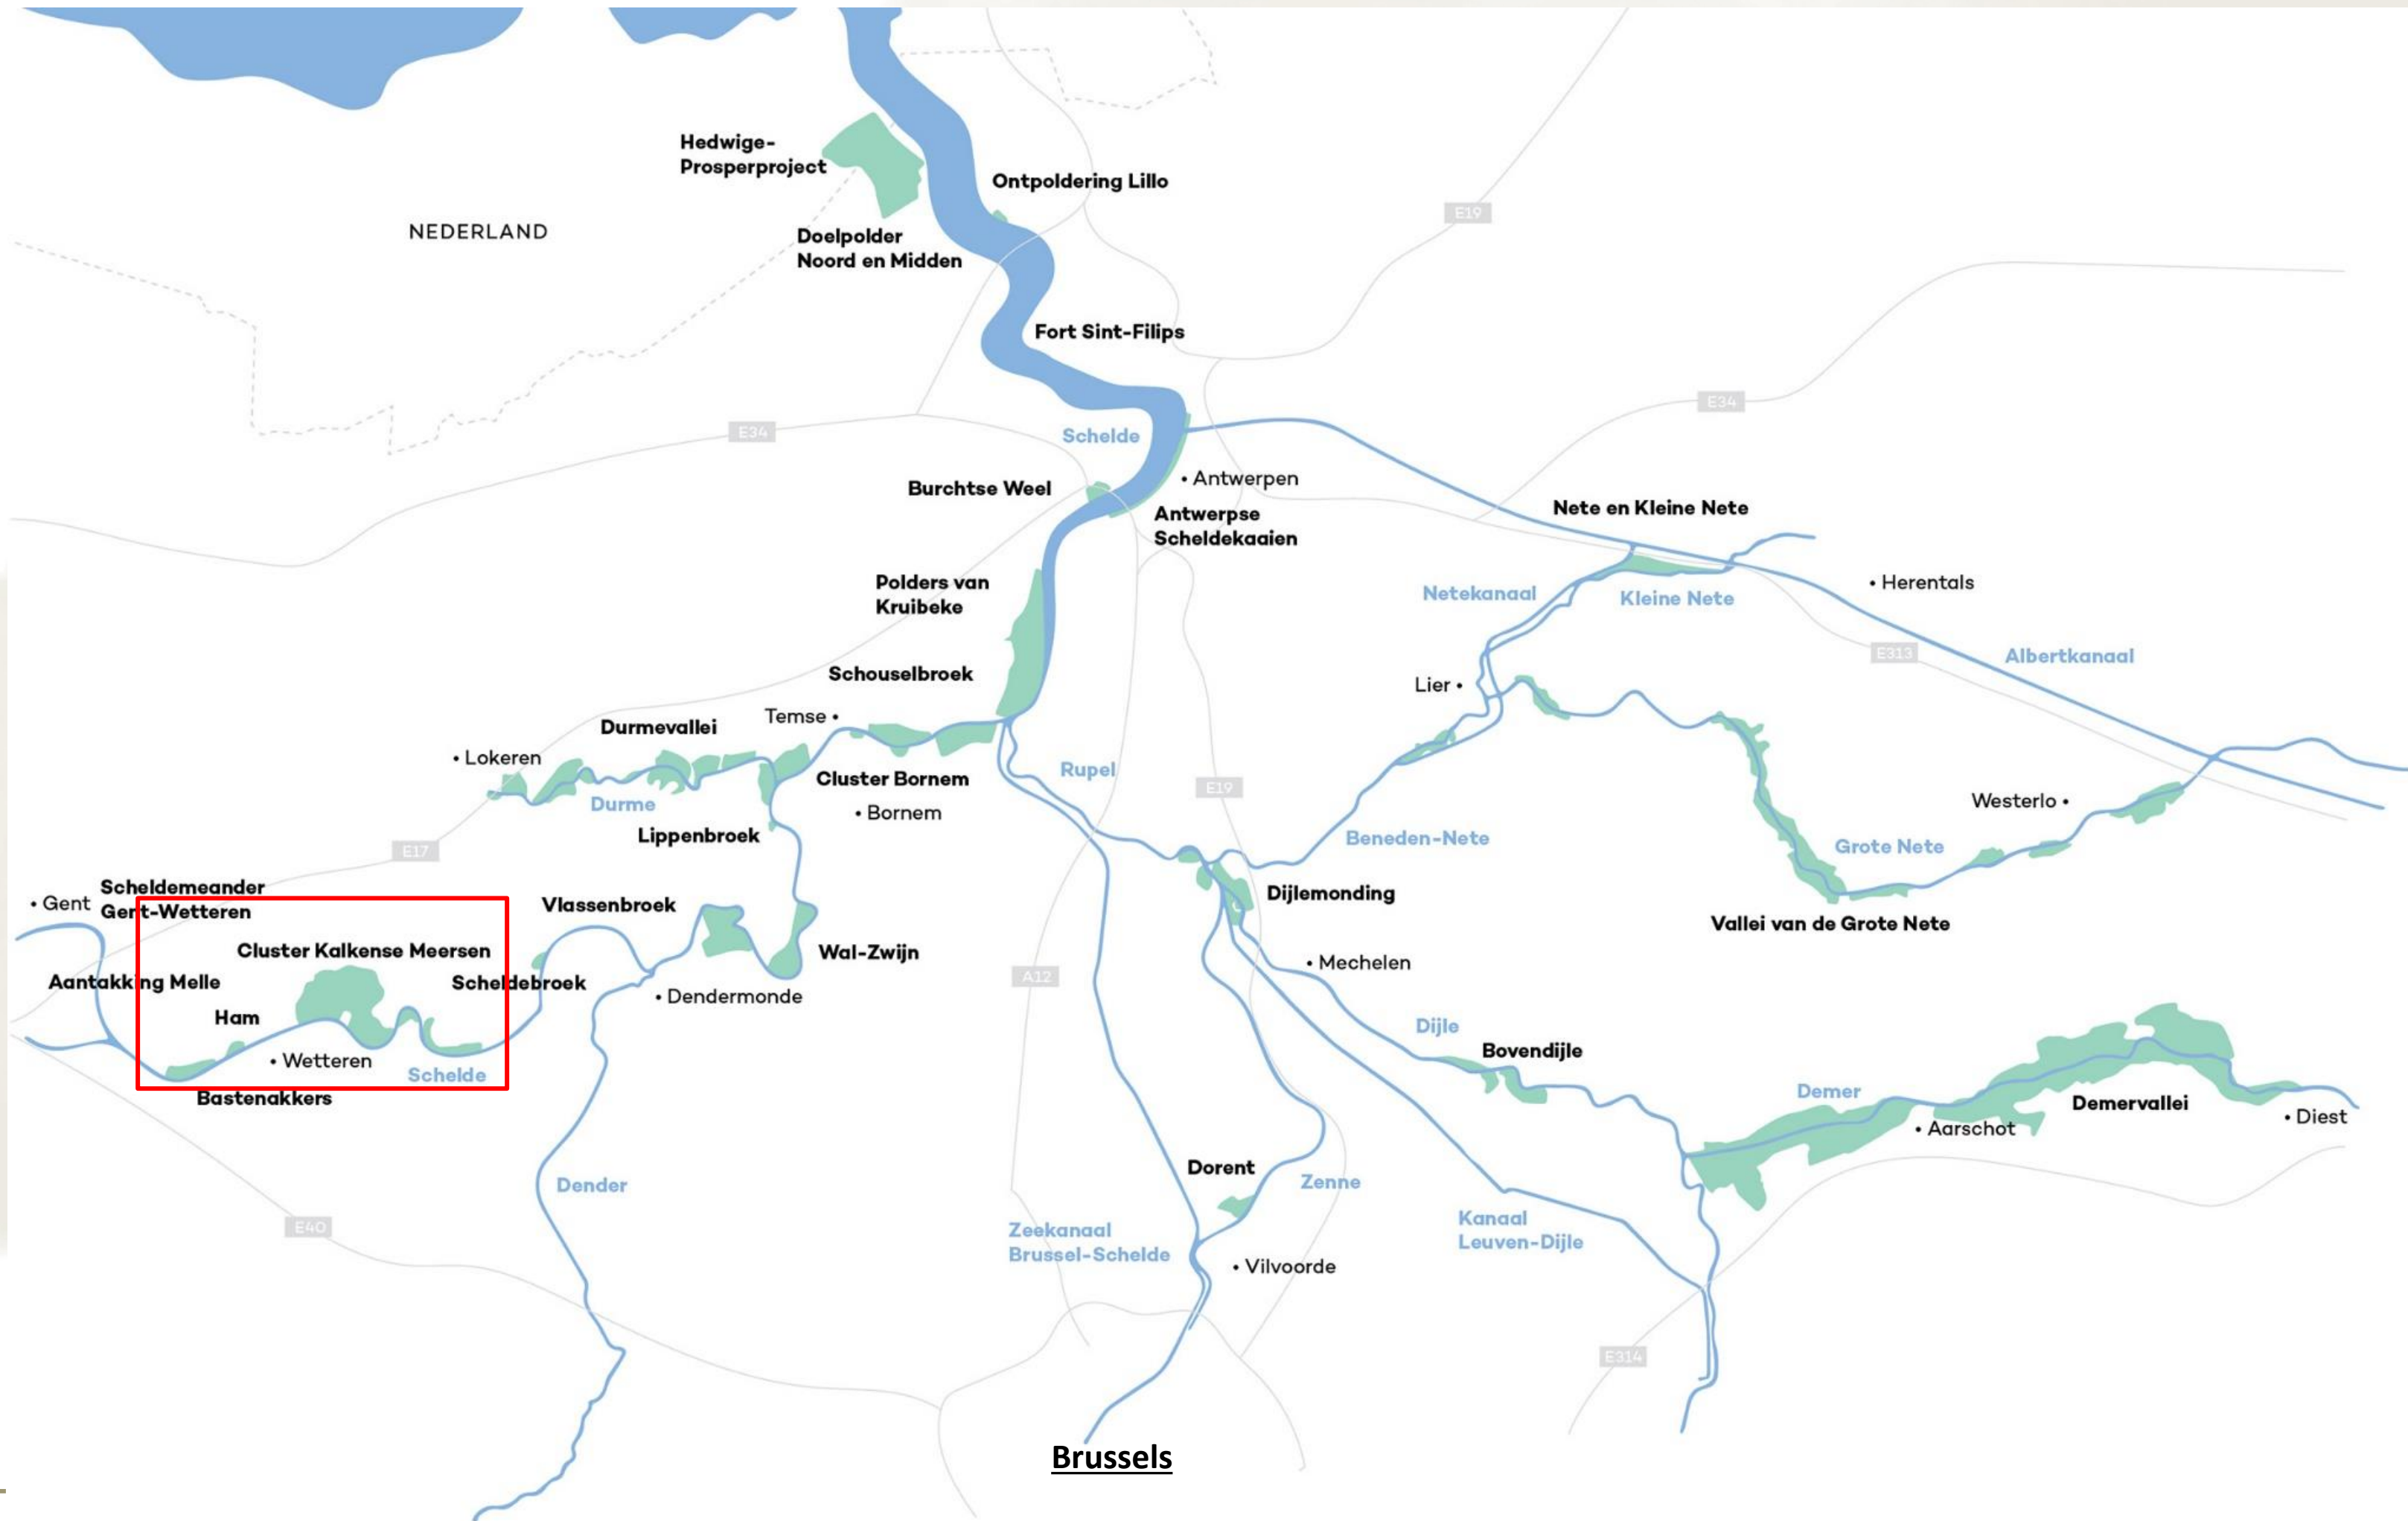 Hedwige-
Prosperproject
Ontpoldering Lillo
NEDERLAND
Doelpolder
Noord en Midden
E19
Fort Sint-Filips
E34
E34
Schelde
Burchtse Weel
• Antwerpen
Antwerpse
Scheldekaaien
Nete en Kleine Nete
Polders van
Kruibeke
Netekanaal
Kleine Nete
• Herentals
E313
Albertkanaal
Schouselbroek
Lier •
Temse •
Durmevallei
• Lokeren
Rupel
Cluster Bornem
E19
Durme
• Bornem
Westerlo •
Lippenbroek
Beneden-Nete
Grote Nete
E17
Scheldemeander
Gent-Wetteren
• Gent
Vlassenbroek
Dijlemonding
Vallei van de Grote Nete
Cluster Kalkense Meersen
Wal-Zwijn
• Mechelen
Aantakking Melle
Scheldebroek
A12
• Dendermonde
Ham
Dijle
Bovendijle
• Wetteren
Schelde
Bastenakkers
Demer
Demervallei
• Diest
• Aarschot
Dorent
Dender
Zenne
E40
Zeekanaal
Brussel-Schelde
Kanaal
Leuven-Dijle
• Vilvoorde
E314
Brussels